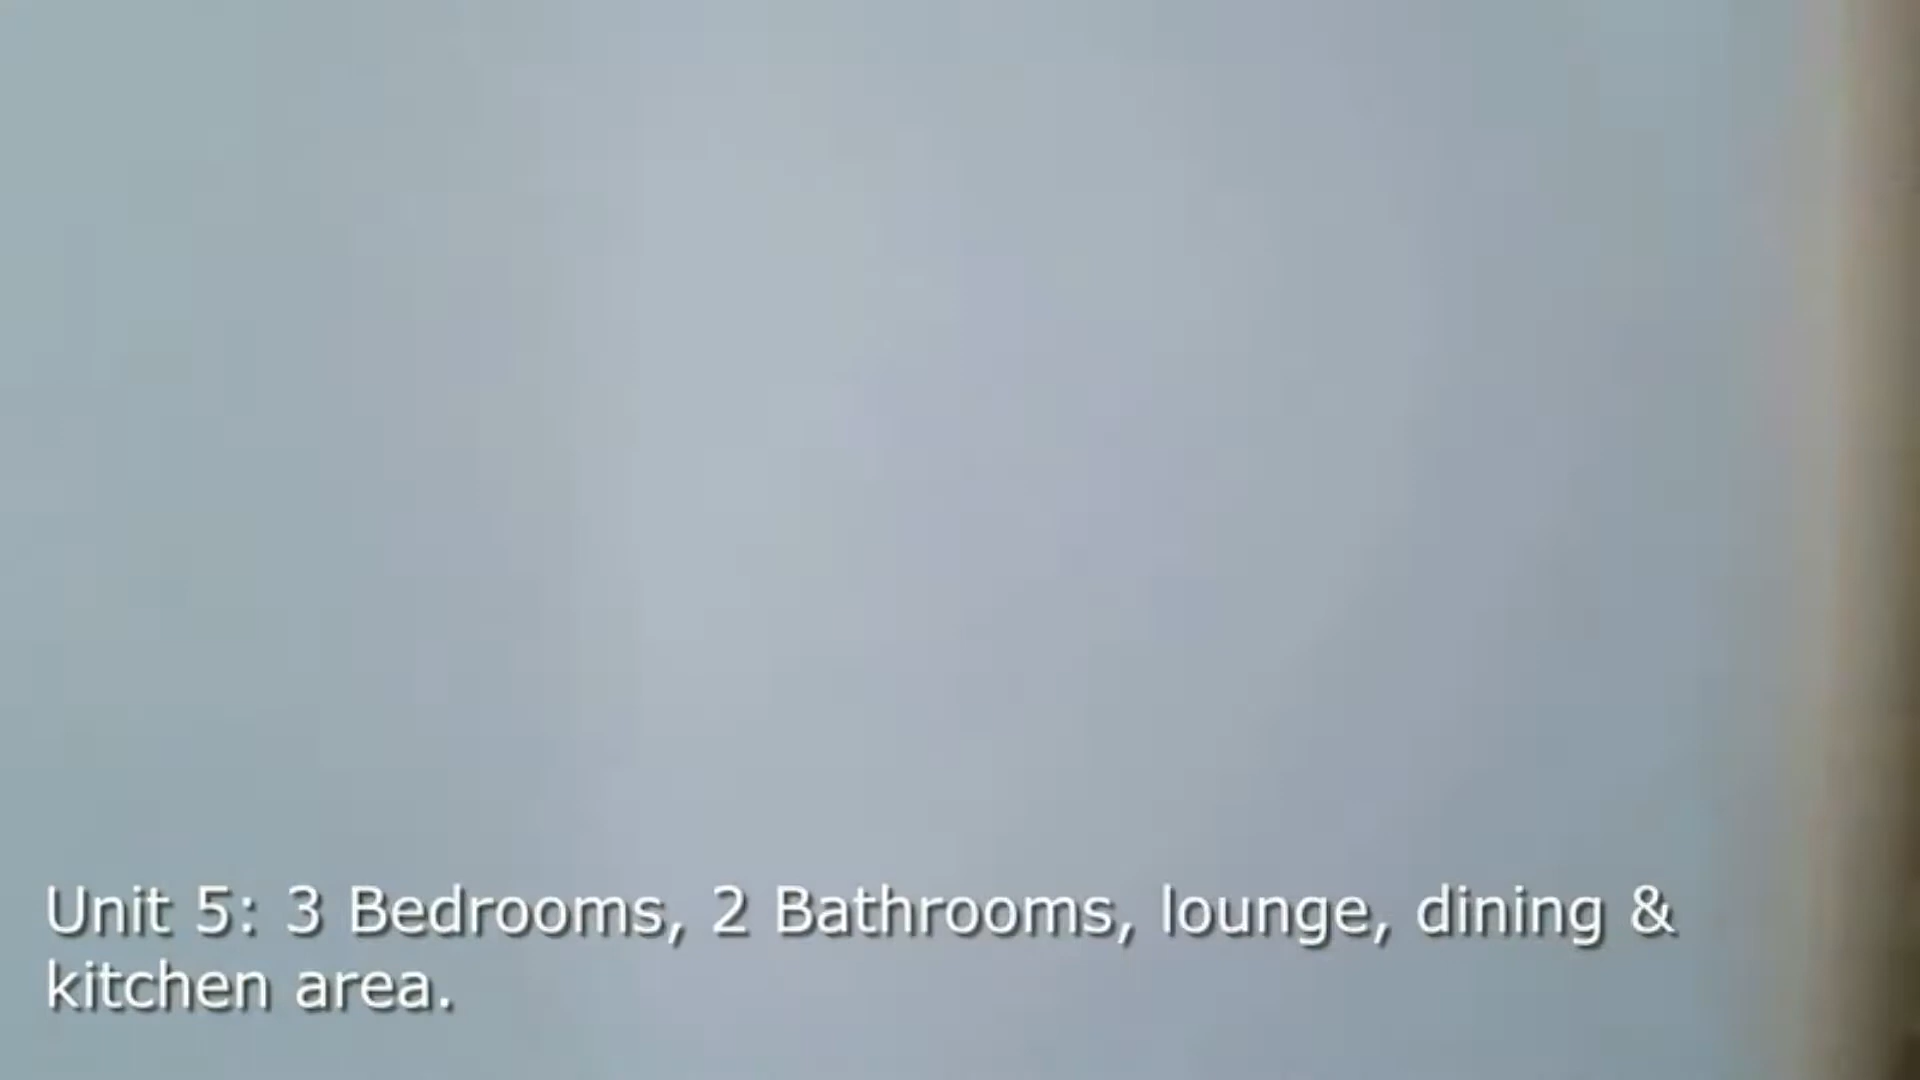 Unit 5: 3 Bedrooms, 2 Bathrooms, lounge, dining &
kitchen area.